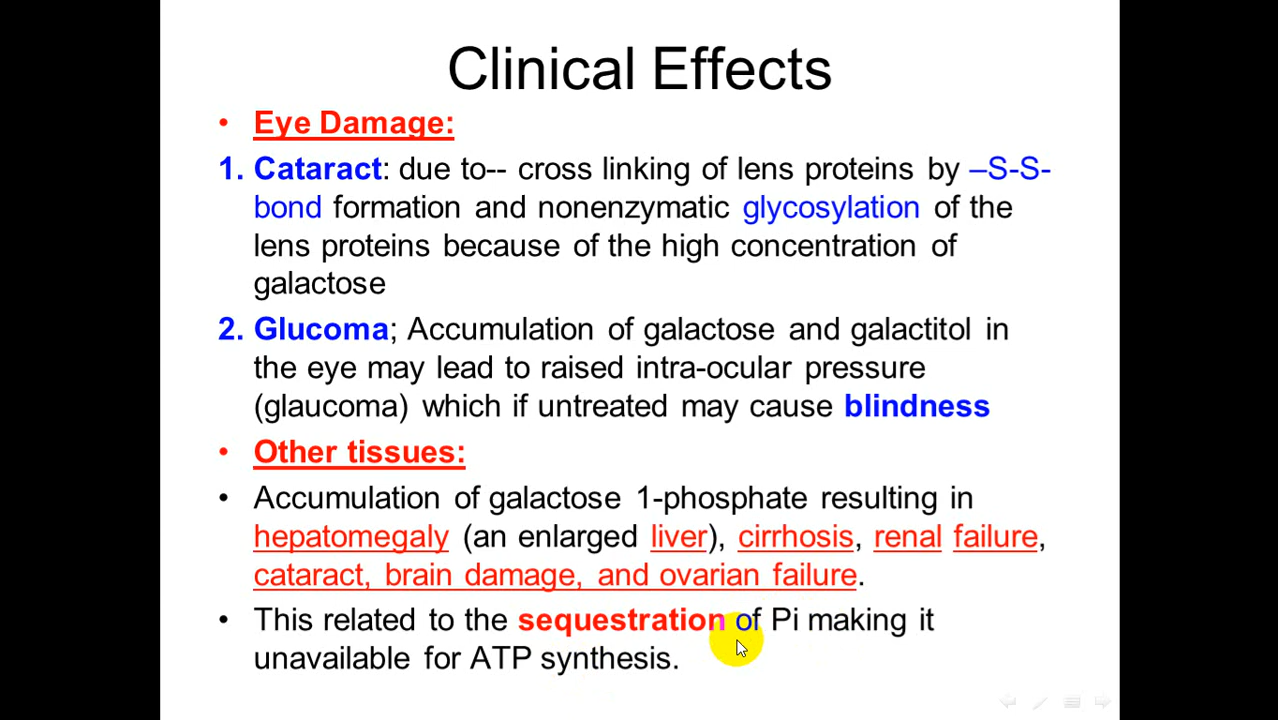 Clinical Effects
• Eye Damage:
1. Cataract: due to-- cross linking of lens proteins by –S-S-
bond formation and nonenzymatic glycosylation of the
lens proteins because of the high concentration of
galactose
2. Glucoma; Accumulation of galactose and galactitol in
the eye may lead to raised intra-ocular pressure
(glaucoma) which if untreated may cause blindness
• Other tissues:
• Accumulation of galactose 1-phosphate resulting in
hepatomegaly (an enlarged liver), cirrhosis, renal failure,
cataract, brain damage, and ovarian failure.
• This related to the sequestration of Pi making it
unavailable for ATP synthesis.